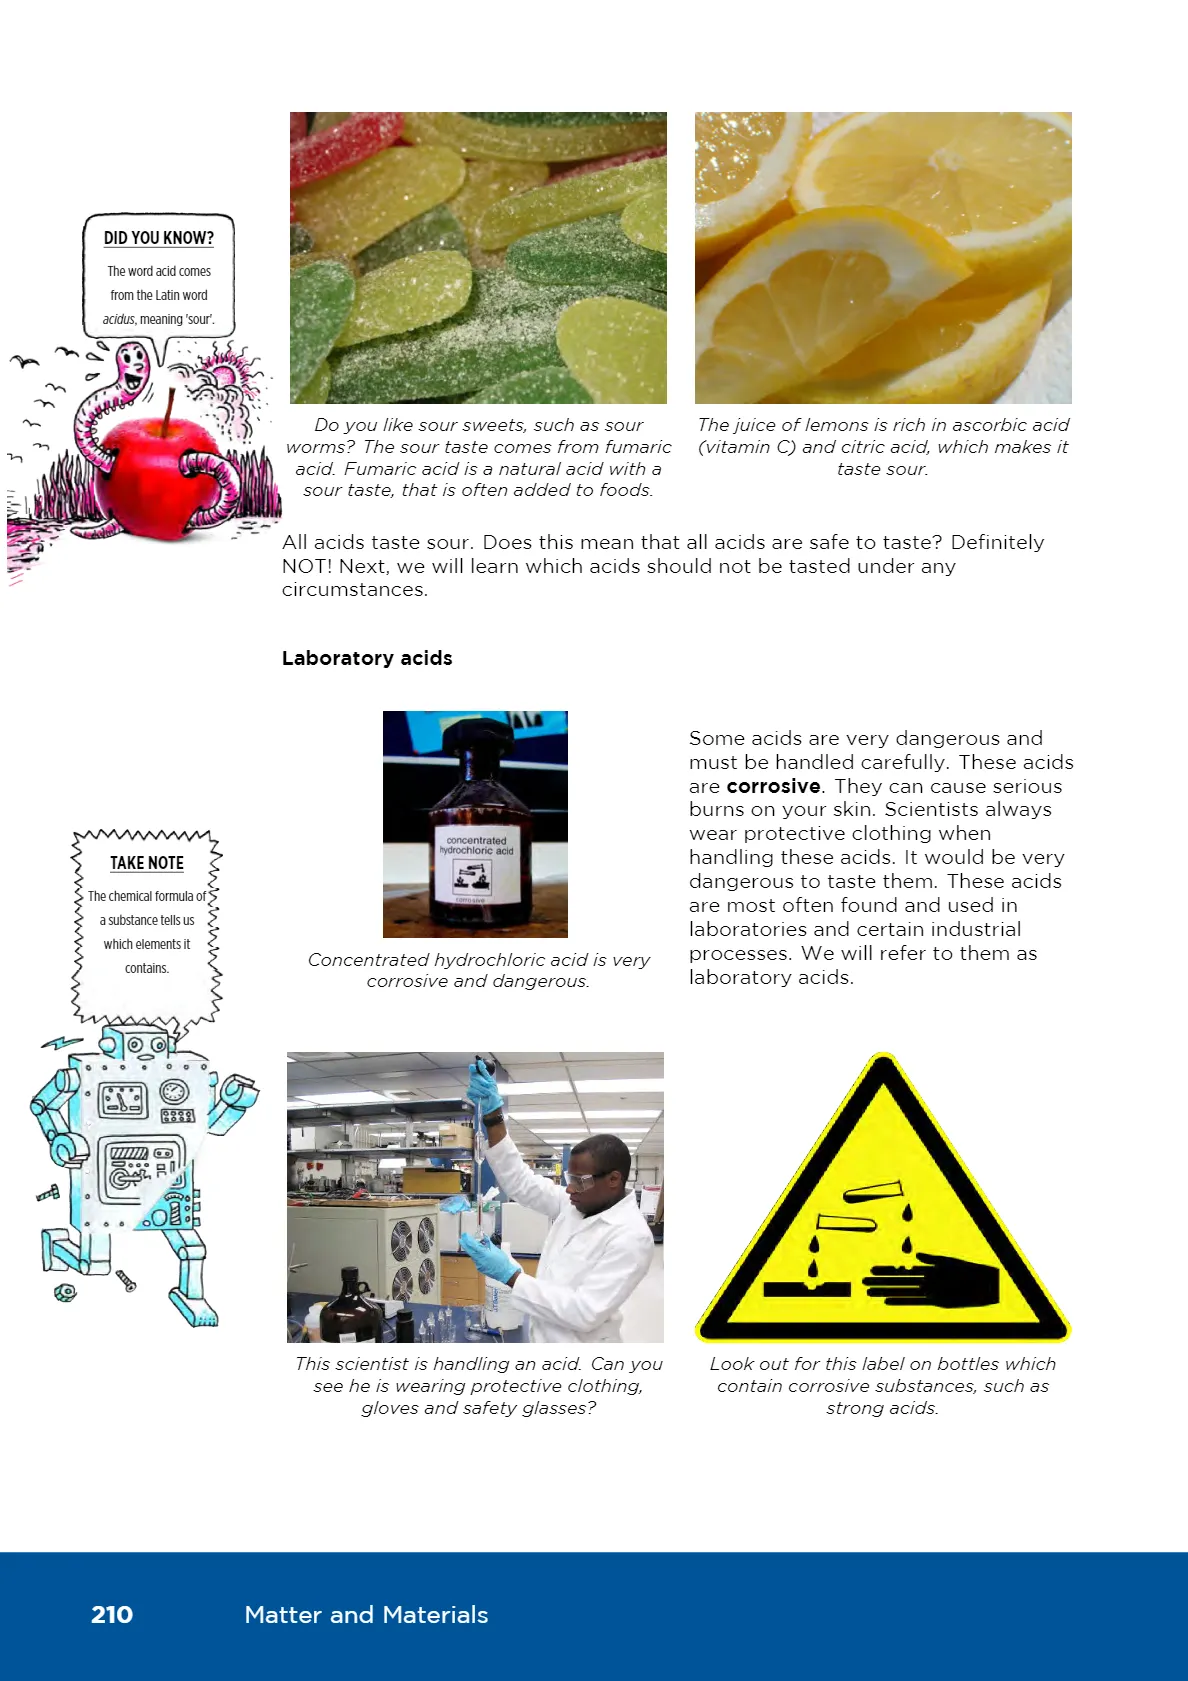 DID YOU KNOW?
The word acid comes
from the Latin word
acidus, meaning 'sour'.
Do you like sour sweets, such as sour
worms? The sour taste comes from fumaric
acid. Fumaric acid is a natural acid with a
sour taste, that is often added to foods.
The juice of lemons is rich in ascorbic acid
(vitamin C) and citric acid, which makes it
taste sour.
All acids taste sour. Does this mean that all acids are safe to taste? Definitely
NOT! Next, we will learn which acids should not be tasted under any
circumstances.
Laboratory acids
concentrated
hydrochloric acid
corrosive
Concentrated hydrochloric acid is very
corrosive and dangerous.
Some acids are very dangerous and
must be handled carefully. These acids
are corrosive. They can cause serious
burns on your skin. Scientists always
wear protective clothing when
handling these acids. It would be very
dangerous to taste them. These acids
are most often found and used in
laboratories and certain industrial
processes. We will refer to them as
laboratory acids.
TAKE NOTE
The chemical formula of
a substance tells us
which elements it
contains.
This scientist is handling an acid. Can you
see he is wearing protective clothing,
gloves and safety glasses?
Look out for this label on bottles which
contain corrosive substances, such as
strong acids.
210
Matter and Materials